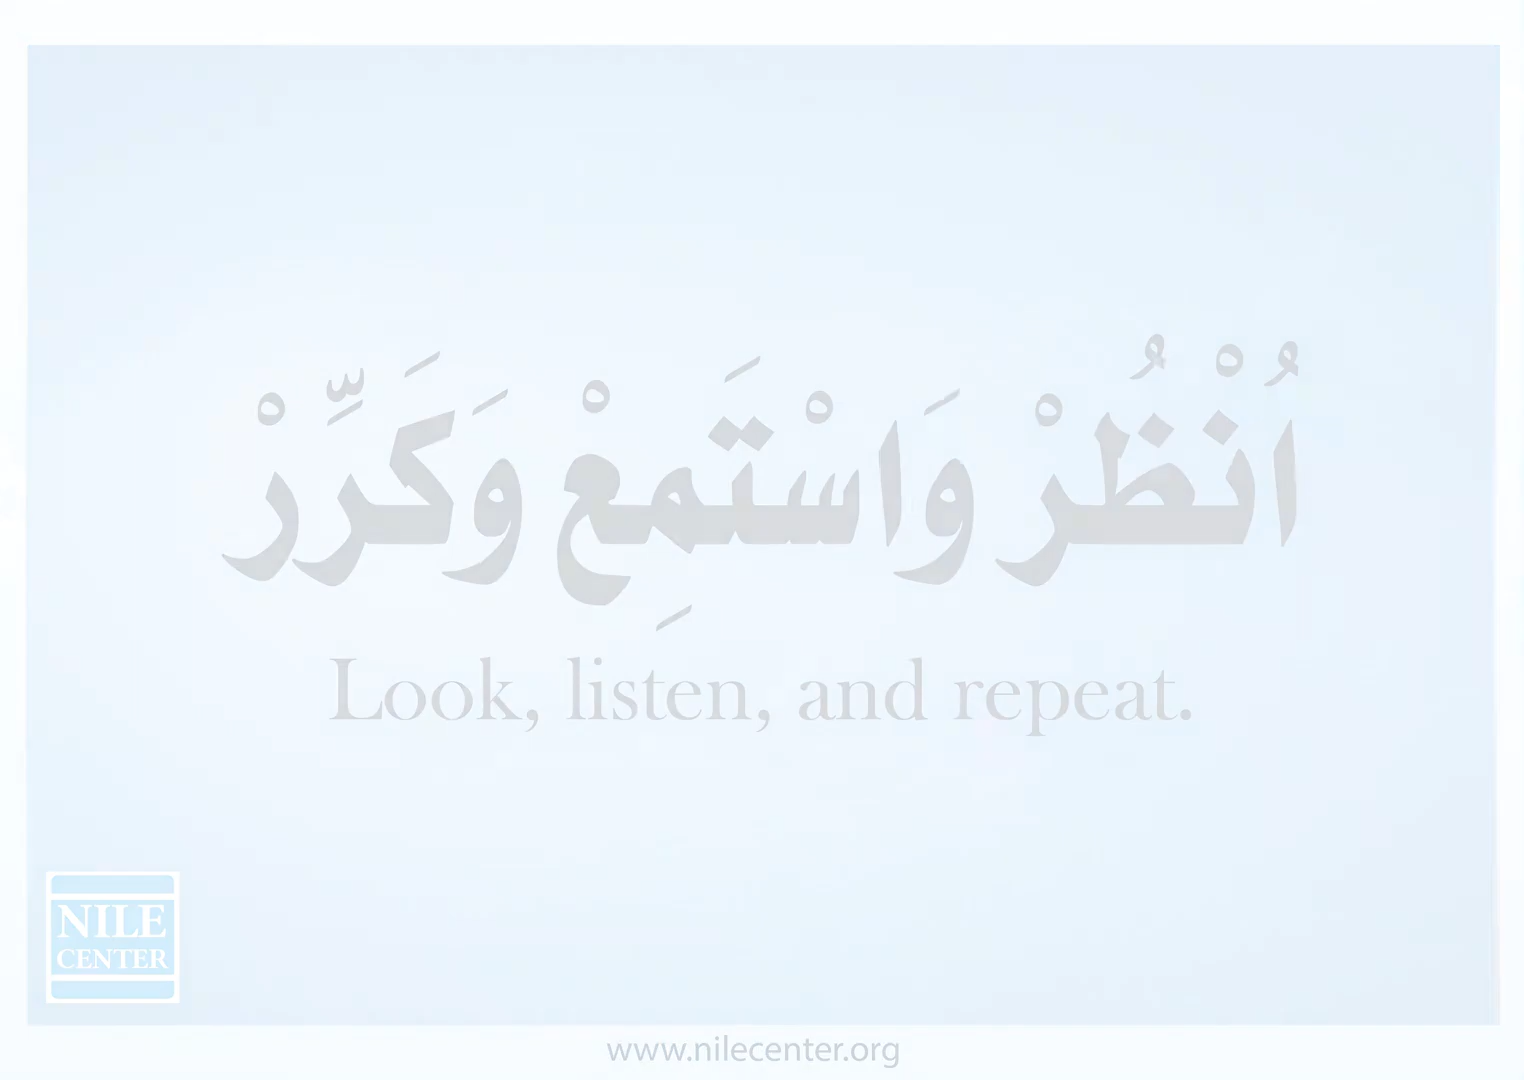 اُنْظُرْ وَاسْتَمِعْ وَكَرِّرْ
Look, listen, and repeat.
NILE
CENTER
www.nilecenter.org